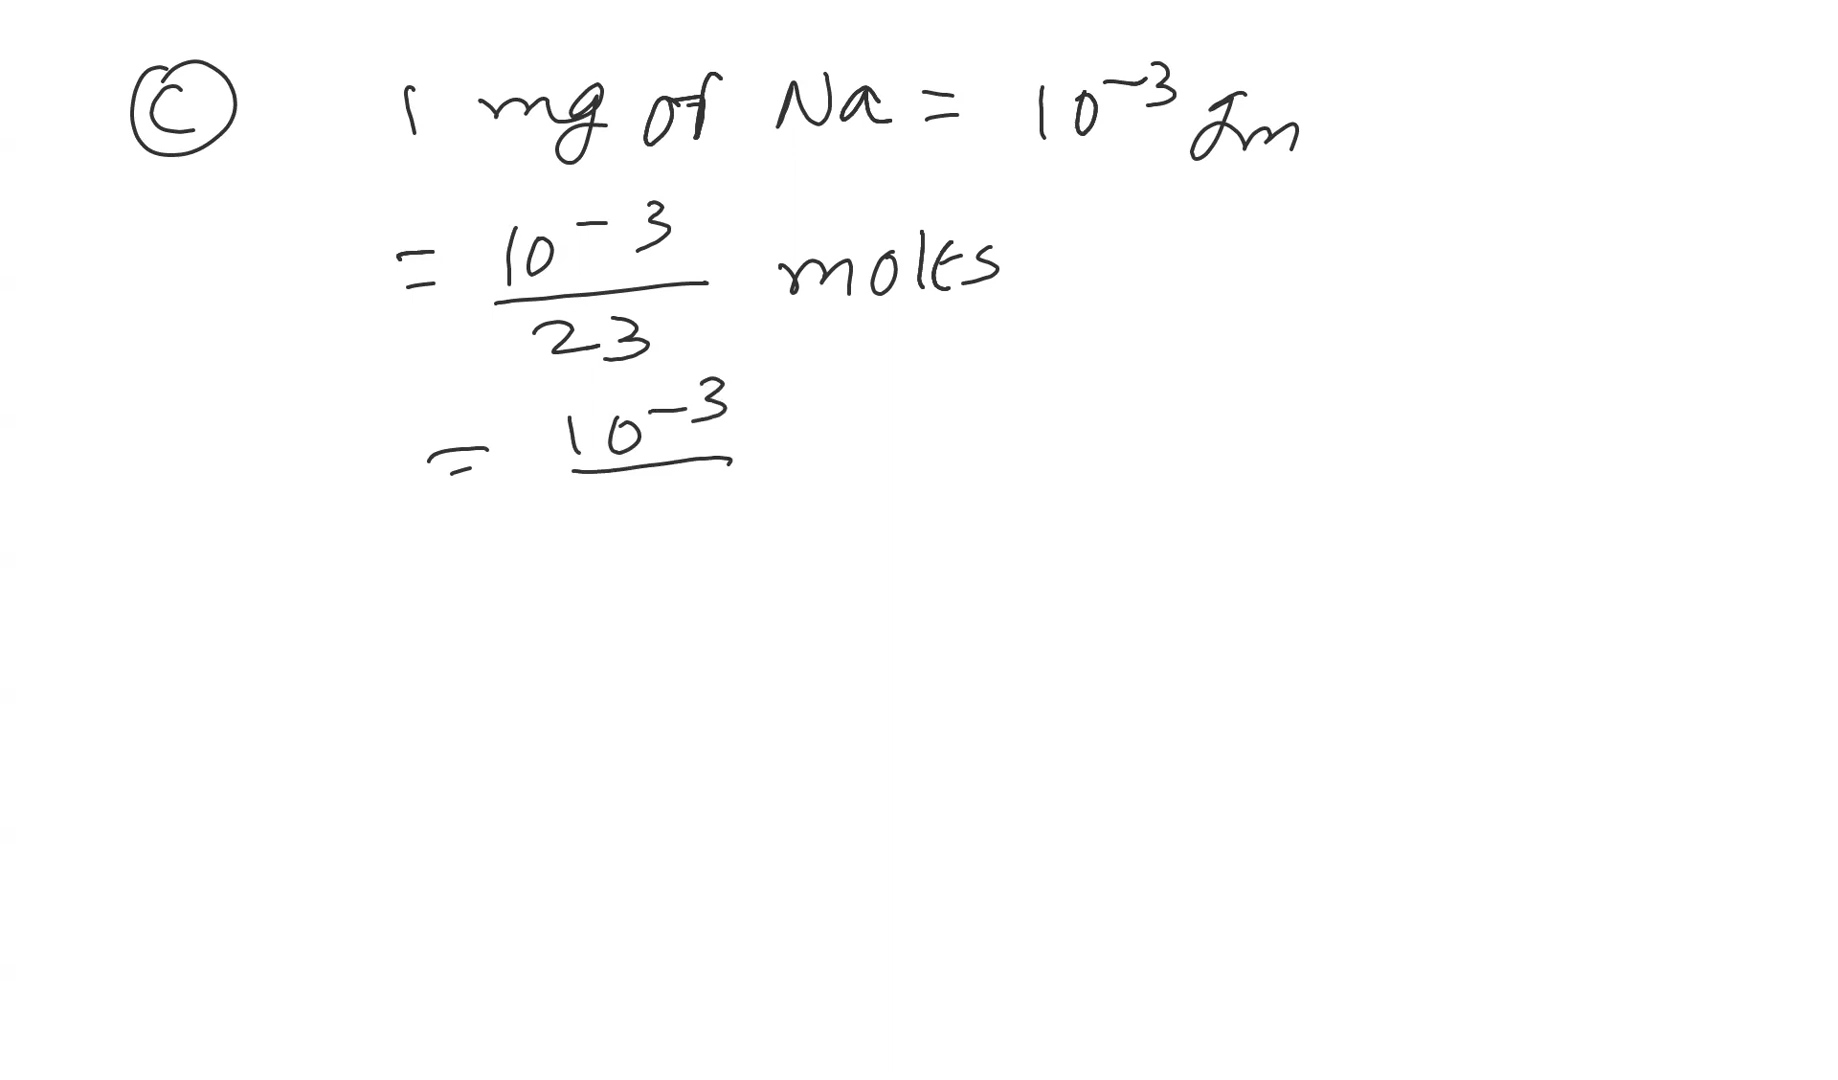 Ⓒ 1 mg of Na = 10⁻³ gm
= 10⁻³/23 moles
= 10⁻³/